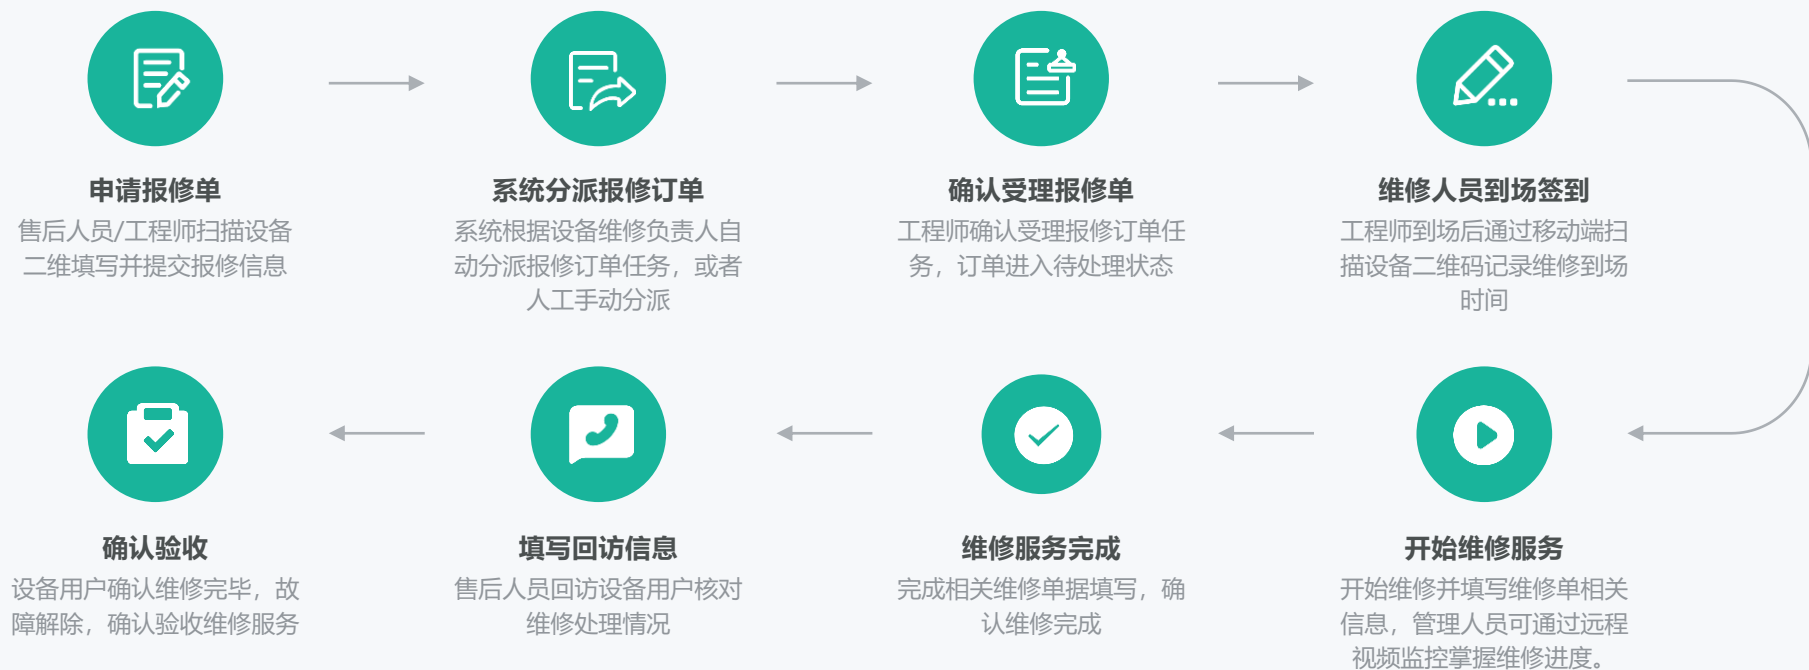 申请报修单
售后人员/工程师扫描设备
二维填写并提交报修信息
系统分派报修订单
系统根据设备维修负责人自
动分派报修订单任务，或者
人工手动分派
确认受理报修单
工程师确认受理报修订单任
务，订单进入待处理状态
维修人员到场签到
工程师到场后通过移动端扫
描设备二维码记录维修到场
时间
开始维修服务
开始维修并填写维修单相关
信息，管理人员可通过远程
视频监控掌握维修进度。
维修服务完成
完成相关维修单据填写，确
认维修完成
填写回访信息
售后人员回访设备用户核对
维修处理情况
确认验收
设备用户确认维修完毕，故
障解除，确认验收维修服务